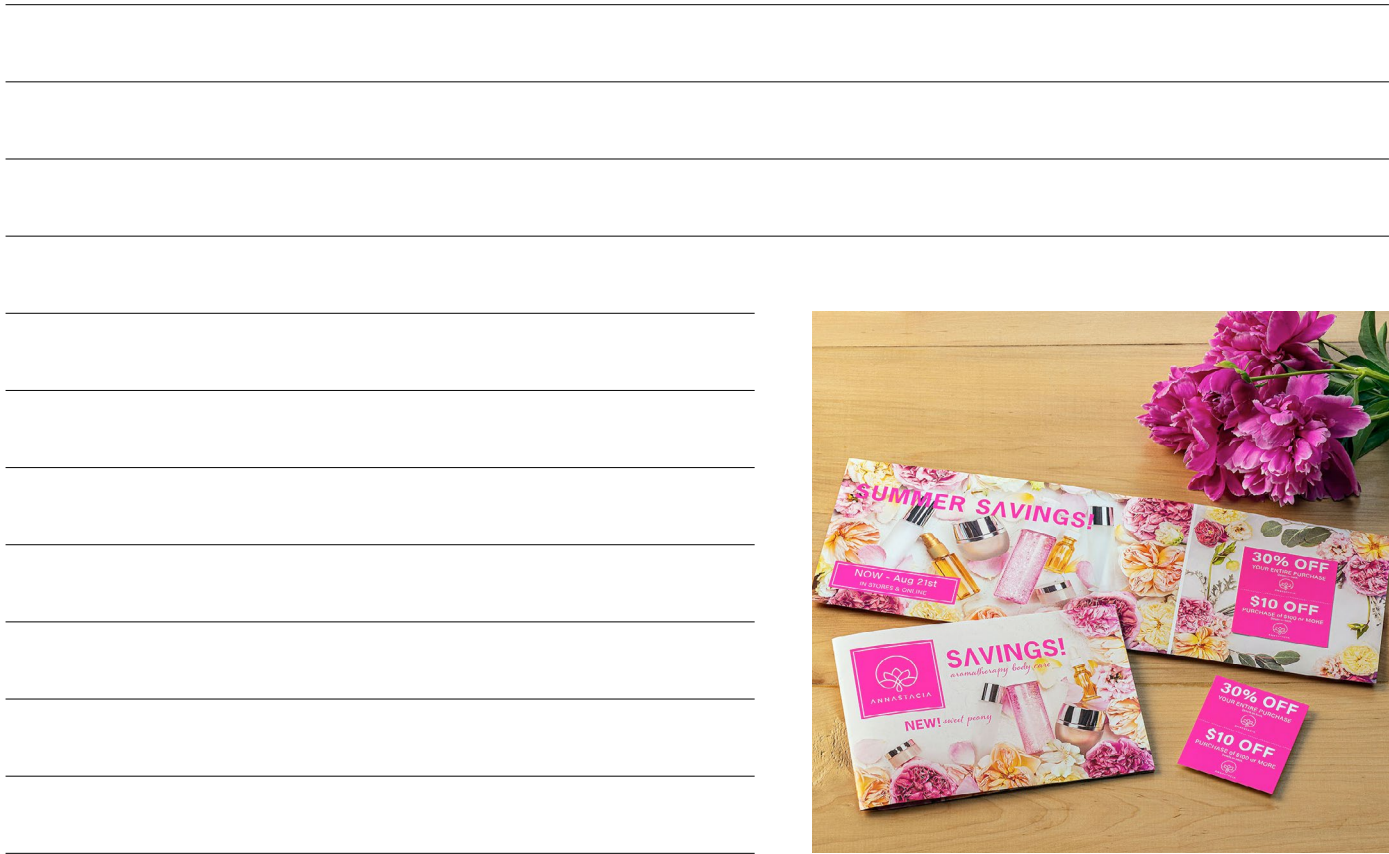 SUMMER SAVINGS!
NOW - Aug 21st
IN STORES & ONLINE
30% OFF
YOUR ENTIRE PURCHASE
$10 OFF
PURCHASE of $100 or MORE
SAVINGS!
aromatherapy body care
ANNASTACIA
NEW! sweet peony
30% OFF
YOUR ENTIRE PURCHASE
$10 OFF
PURCHASE of $100 or MORE